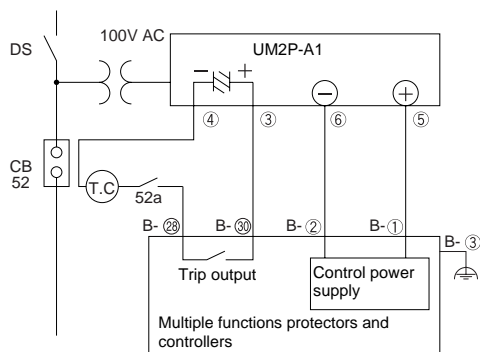 100V AC
DS
UM2P-A1
− +
− +
④ ③ ⑥ ⑤
CB
52
T.C
52a
B-㉘ B-㉚ B-② B-① B-③
Trip output
Control power
supply
Multiple functions protectors and
controllers